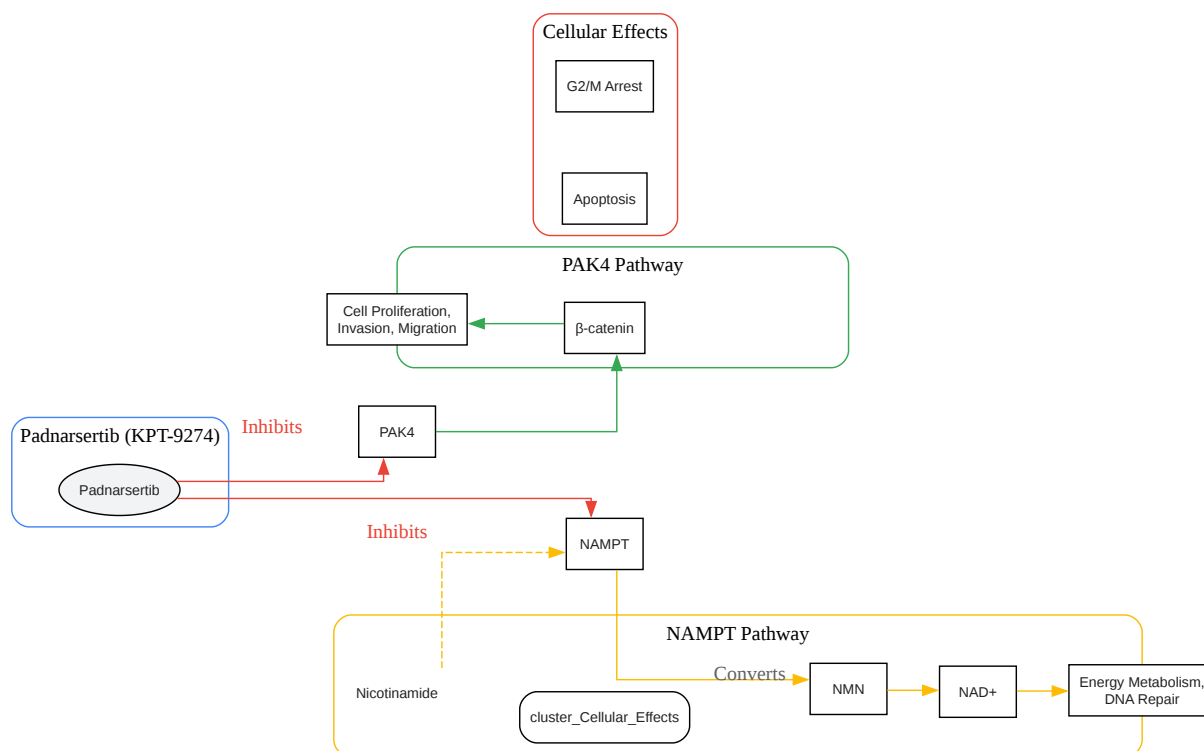 Cellular Effects
G2/M Arrest
Apoptosis
PAK4 Pathway
Cell Proliferation,
Invasion, Migration
β-catenin
Inhibits
PAK4
Padnarsertib (KPT-9274)
Padnarsertib
Inhibits
NAMPT
NAMPT Pathway
Converts
Nicotinamide
NMN
NAD+
Energy Metabolism,
DNA Repair
cluster_Cellular_Effects